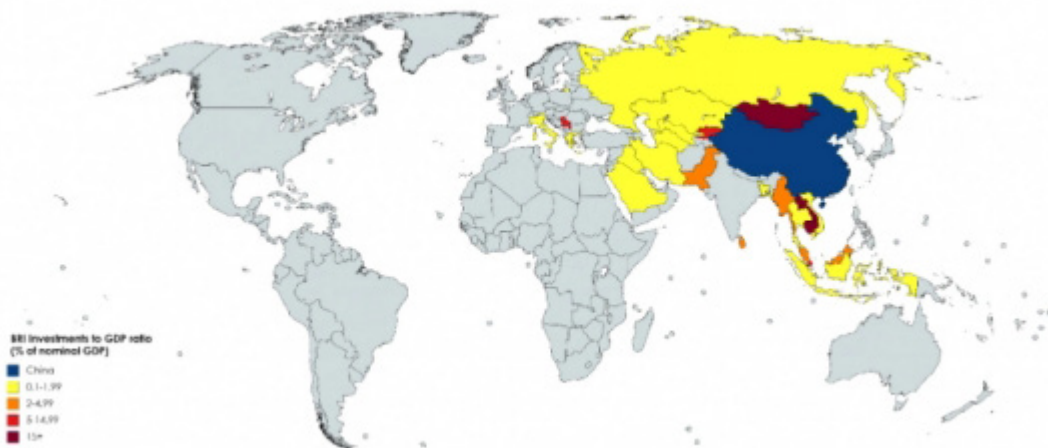 BRI Investments to GDP ratio
(% of nominal GDP)
China
0.1-1.99
2-4.99
5-14.99
15+